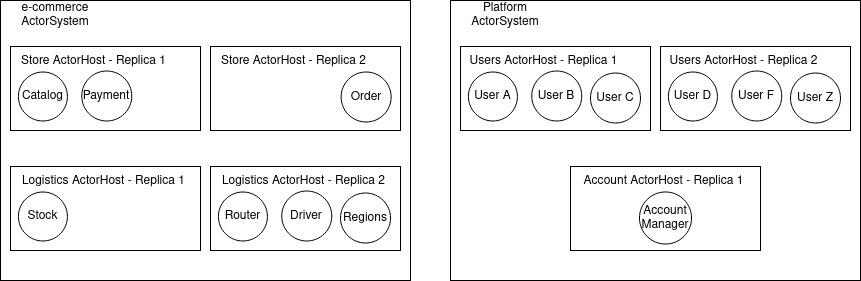 e-commerce
ActorSystem
Store ActorHost - Replica 1
Catalog
Payment
Store ActorHost - Replica 2
Order
Logistics ActorHost - Replica 1
Stock
Logistics ActorHost - Replica 2
Router
Driver
Regions
Platform
ActorSystem
Users ActorHost - Replica 1
User A
User B
User C
Users ActorHost - Replica 2
User D
User F
User Z
Account ActorHost - Replica 1
Account
Manager